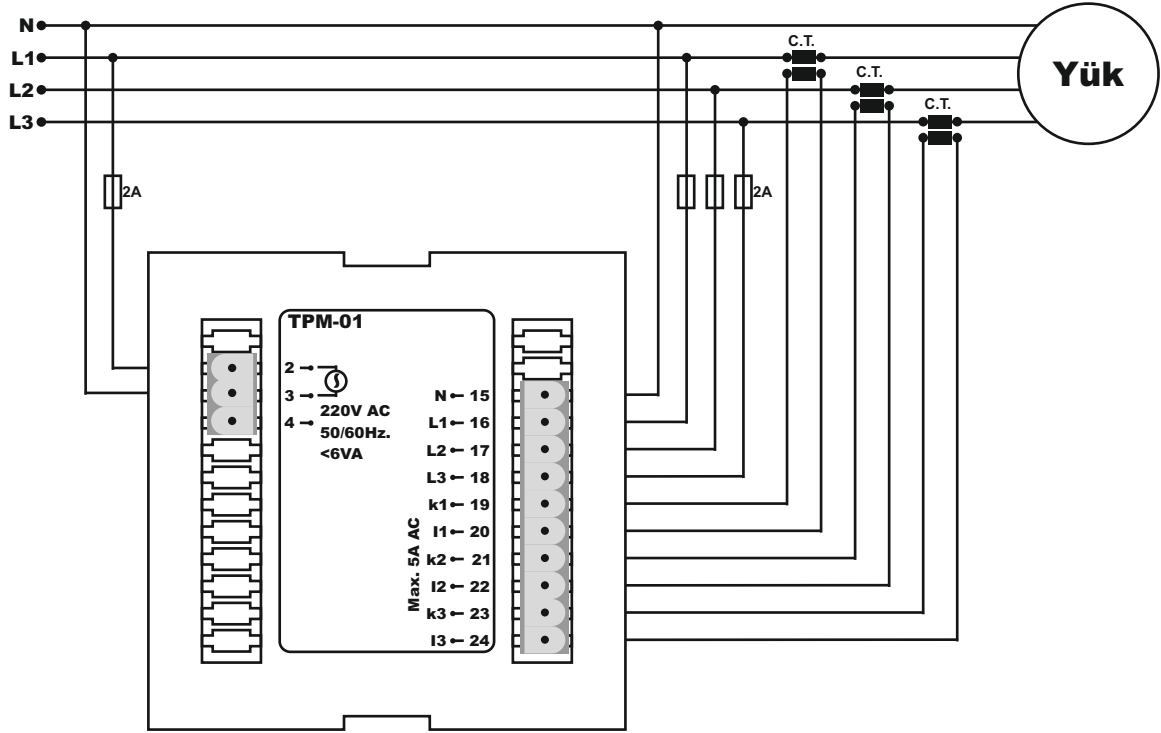 N
L1
L2
L3
C.T.
C.T.
C.T.
Yük
2A
2A
TPM-01
2
3
4
220V AC
50/60Hz.
<6VA
Max. 5A AC
N 15
L1 16
L2 17
L3 18
k1 19
l1 20
k2 21
l2 22
k3 23
l3 24